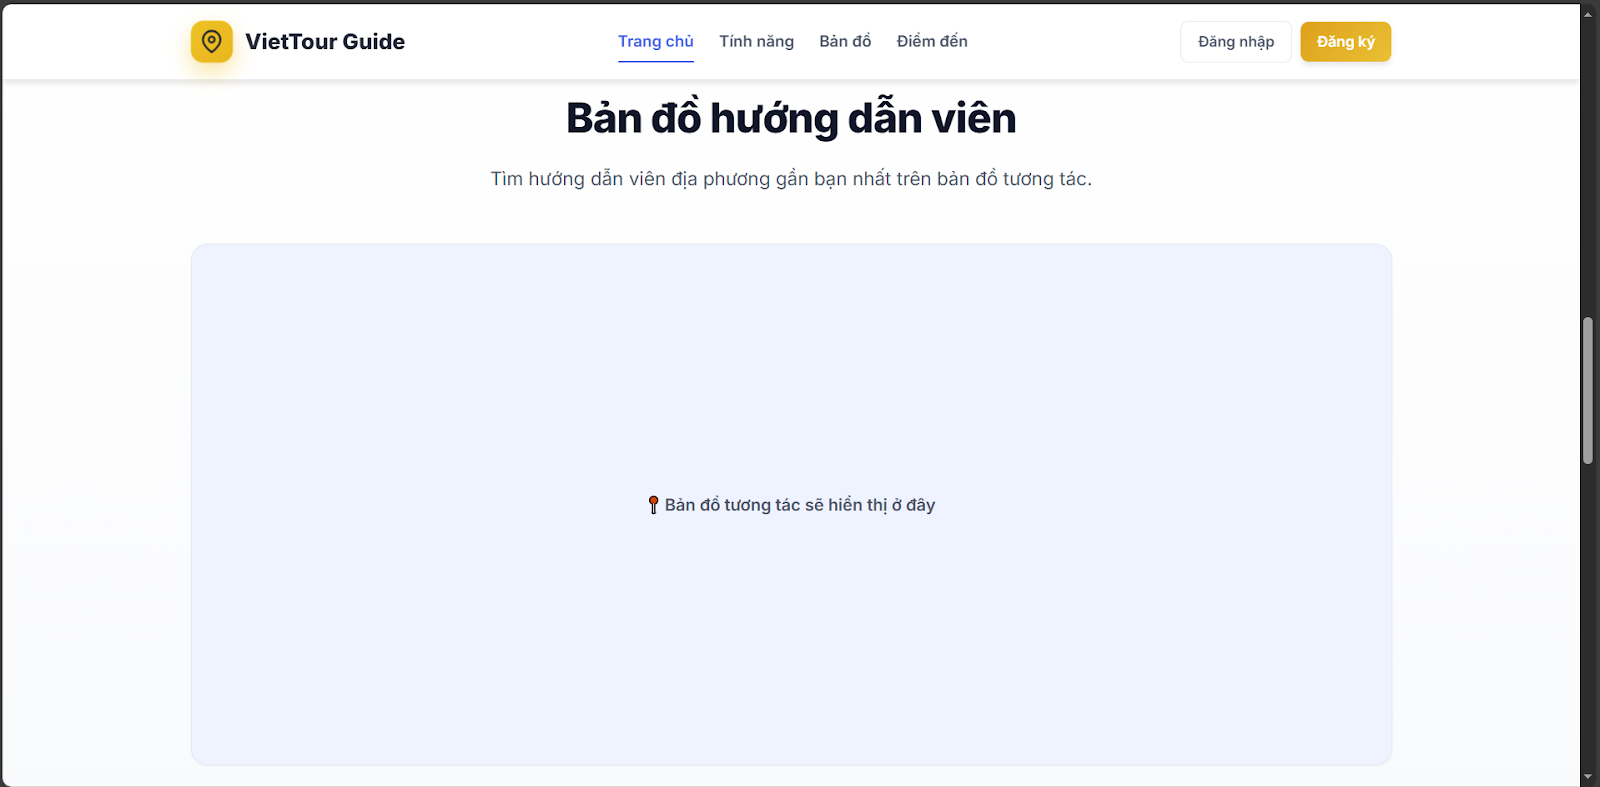 VietTour Guide
Trang chủ
Tính năng
Bản đồ
Điểm đến
Đăng nhập
Đăng ký
Bản đồ hướng dẫn viên
Tìm hướng dẫn viên địa phương gần bạn nhất trên bản đồ tương tác.
📍 Bản đồ tương tác sẽ hiển thị ở đây